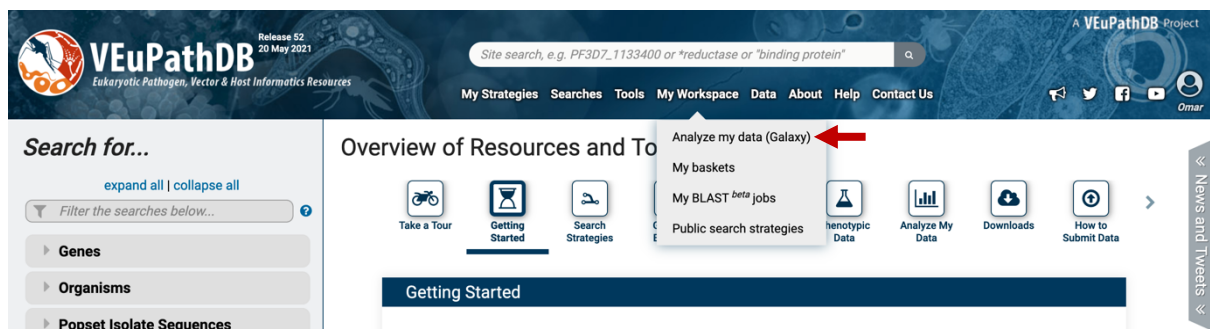 A VEuPathDB Project
Release 52
20 May 2021
VEuPathDB
Eukaryotic Pathogen, Vector & Host Informatics Resources
Site search, e.g. PF3D7_1133400 or *reductase or "binding protein"
My Strategies Searches Tools My Workspace Data About Help Contact Us
Omar
Search for...
expand all | collapse all
Filter the searches below...
Genes
Organisms
Popset Isolate Sequences
Overview of Resources and To
Analyze my data (Galaxy)
My baskets
My BLAST beta jobs
Public search strategies
Take a Tour
Getting
Started
Search
Strategies
henotypic
Data
Analyze My
Data
Downloads
How to
Submit Data
Getting Started
News and Tweets